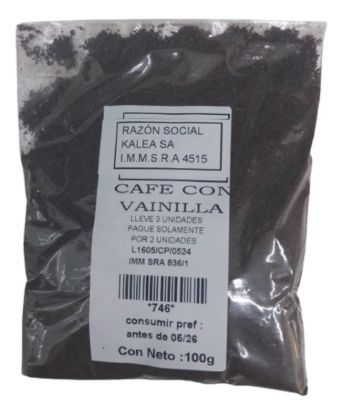 RAZÓN SOCIAL
KALEA SA
I.M.M.S.R.A 4515
CAFE CON
VAINILLA
LLEVE 3 UNIDADES
PAGUE SOLAMENTE
POR 2 UNIDADES
L1605/CP/0524
IMM SRA 836/1
*746*
consumir pref :
antes de 05/26
Con Neto :100g